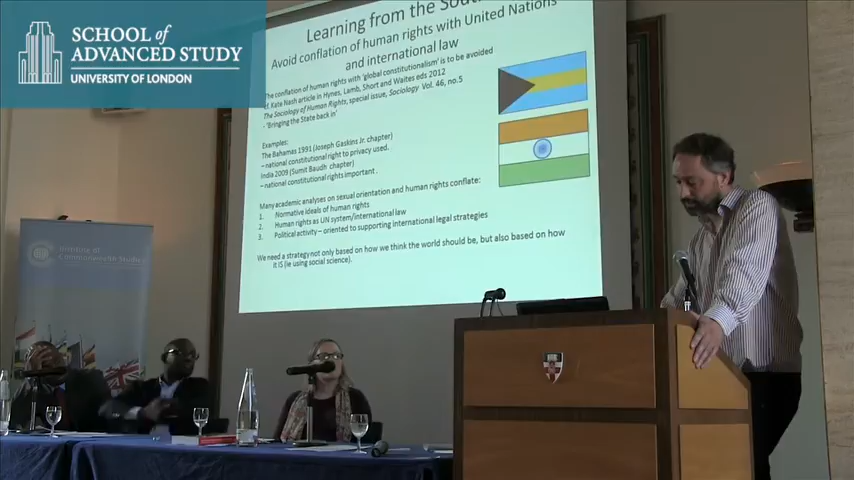 SCHOOL of
ADVANCED STUDY
UNIVERSITY OF LONDON
Learning from the South
Avoid conflation of human rights with United Nations
and international law
The conflation of human rights with 'global constitutionalism' is to be avoided
cf. Kate Nash article in Hynes, Lamb, Short and Waites eds 2012
The Sociology of Human Rights, special issue, Sociology Vol. 46, no.5
- 'Bringing the State back in'
Examples:
The Bahamas 1991 (Joseph Gaskins Jr. chapter)
– national constitutional right to privacy used.
India 2009 (Sumit Baudh chapter)
– national constitutional rights important.
Many academic analyses on sexual orientation and human rights conflate:
1. Normative ideals of human rights
2. Human rights as UN system/international law
3. Political activity – oriented to supporting international legal strategies
We need a strategy not only based on how we think the world should be, but also based on how
it IS (ie using social science).
Institute of
Commonwealth Studies